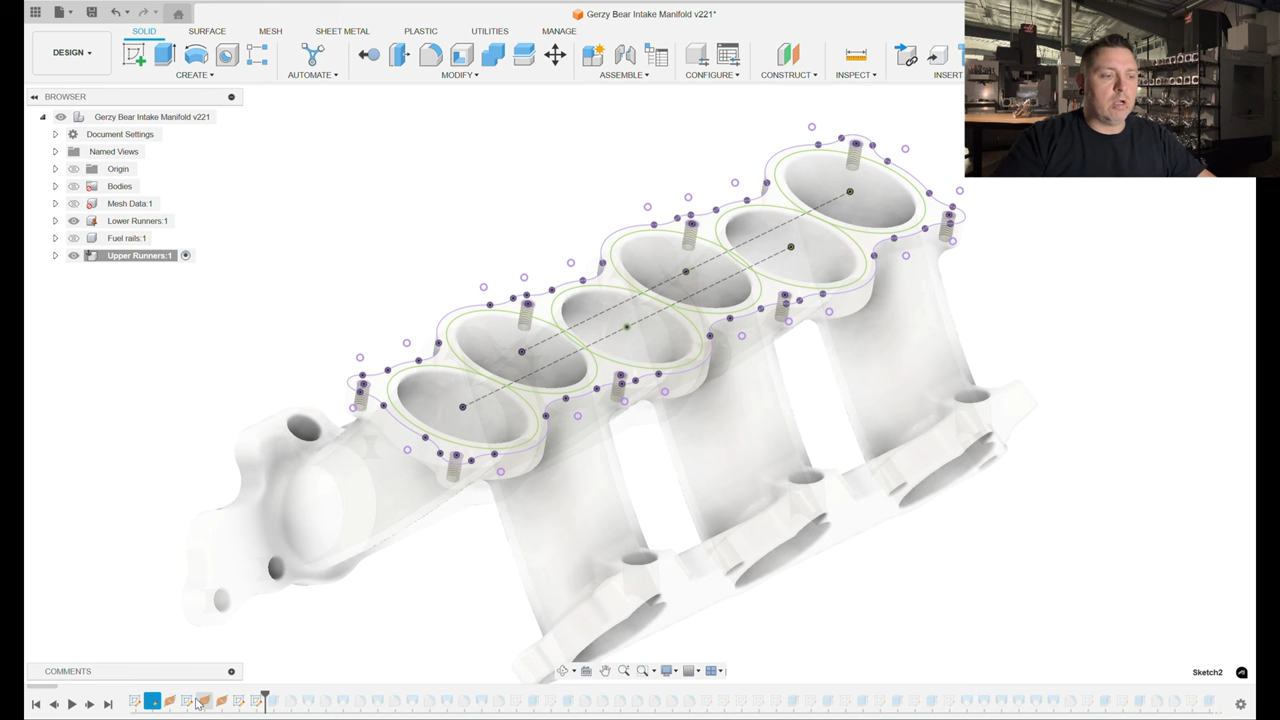 Gerzy Bear Intake Manifold v221*
SOLID
SURFACE
MESH
SHEET METAL
PLASTIC
UTILITIES
MANAGE
DESIGN
CREATE
AUTOMATE
MODIFY
ASSEMBLE
CONFIGURE
CONSTRUCT
INSPECT
INSERT
BROWSER
Gerzy Bear Intake Manifold v221
Document Settings
Named Views
Origin
Bodies
Mesh Data:1
Lower Runners:1
Fuel rails:1
Upper Runners:1
COMMENTS
Sketch2